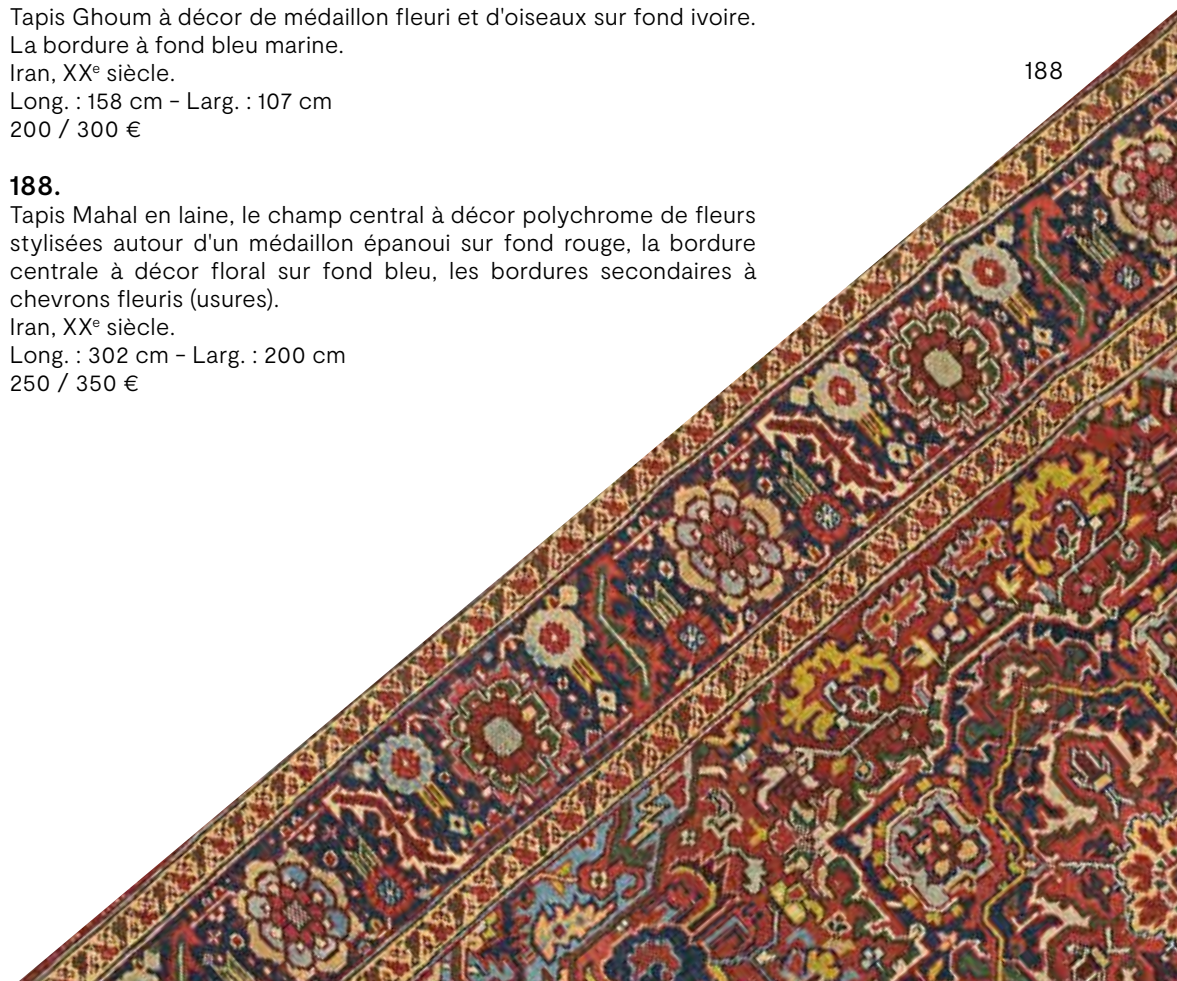 Tapis Ghoum à décor de médaillon fleuri et d'oiseaux sur fond ivoire.
La bordure à fond bleu marine.
Iran, XXe siècle.
Long. : 158 cm - Larg. : 107 cm
200 / 300 €
188
188.
Tapis Mahal en laine, le champ central à décor polychrome de fleurs
stylisées autour d'un médaillon épanoui sur fond rouge, la bordure
centrale à décor floral sur fond bleu, les bordures secondaires à
chevrons fleuris (usures).
Iran, XXe siècle.
Long. : 302 cm - Larg. : 200 cm
250 / 350 €